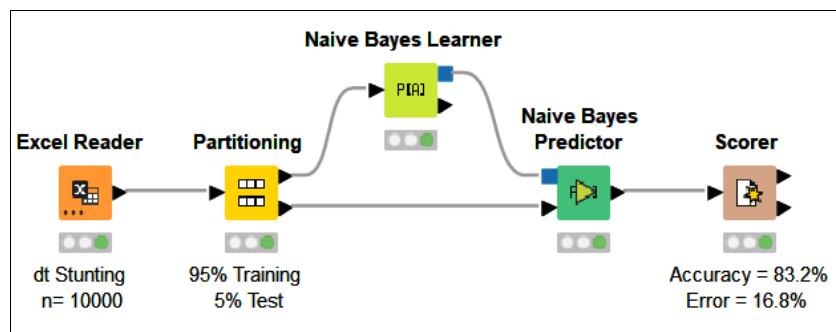 Naive Bayes Learner
P[A]
Naive Bayes
Predictor
Excel Reader
Partitioning
Scorer
dt Stunting
n= 10000
95% Training
5% Test
Accuracy = 83.2%
Error = 16.8%